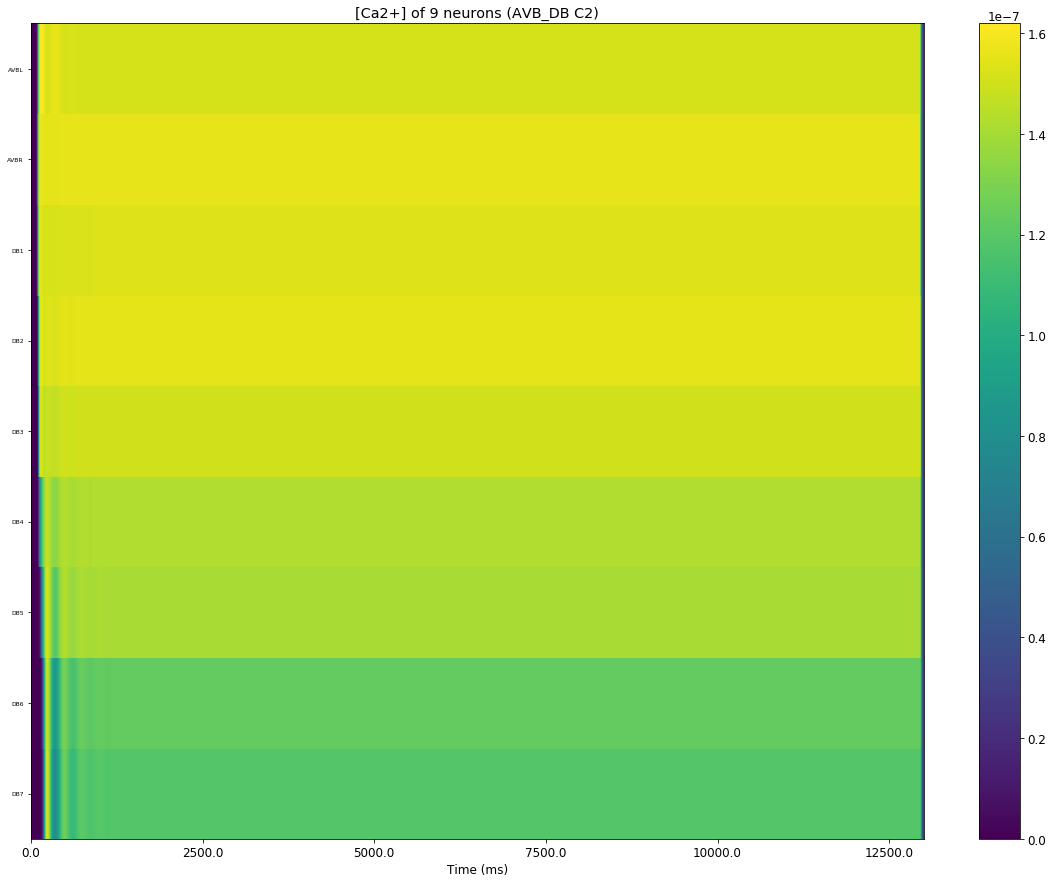 [Ca2+] of 9 neurons (AVB_DB C2)
1e−7
AVBL
AVBR
DB1
DB2
DB3
DB4
DB5
DB6
DB7
0.0 2500.0 5000.0 7500.0 10000.0 12500.0
Time (ms)
1.6
1.4
1.2
1.0
0.8
0.6
0.4
0.2
0.0